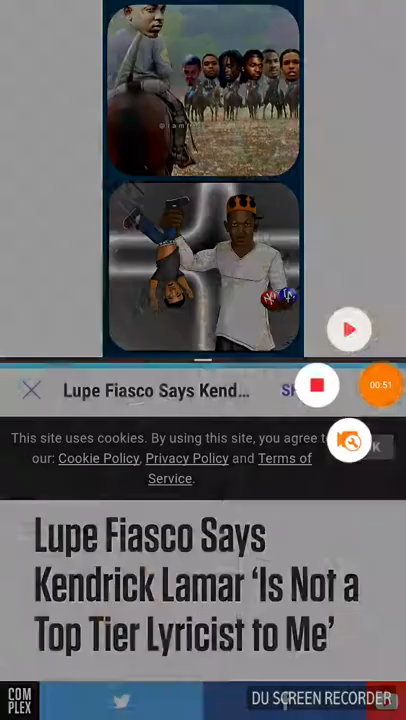 @iam
Lupe Fiasco Says Kend...
00:51
This site uses cookies. By using this site, you agree
our: Cookie Policy, Privacy Policy and Terms of
Service.
Lupe Fiasco Says
Kendrick Lamar ‘Is Not a
Top Tier Lyricist to Me’
COM
PLEX
DU SCREEN RECORDER